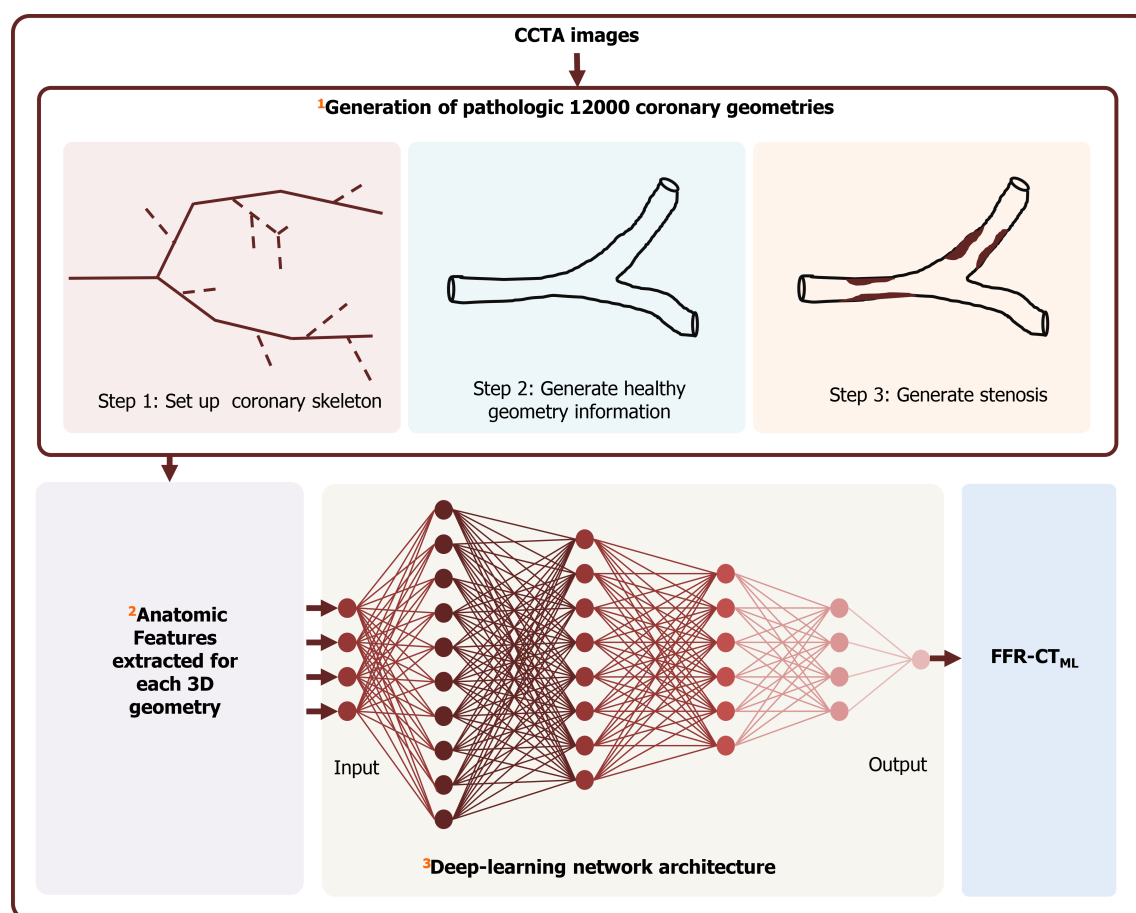 CCTA images
¹Generation of pathologic 12000 coronary geometries
Step 1: Set up coronary skeleton
Step 2: Generate healthy
geometry information
Step 3: Generate stenosis
²Anatomic
Features
extracted for
each 3D
geometry
Input
Output
³Deep-learning network architecture
FFR-CT_ML